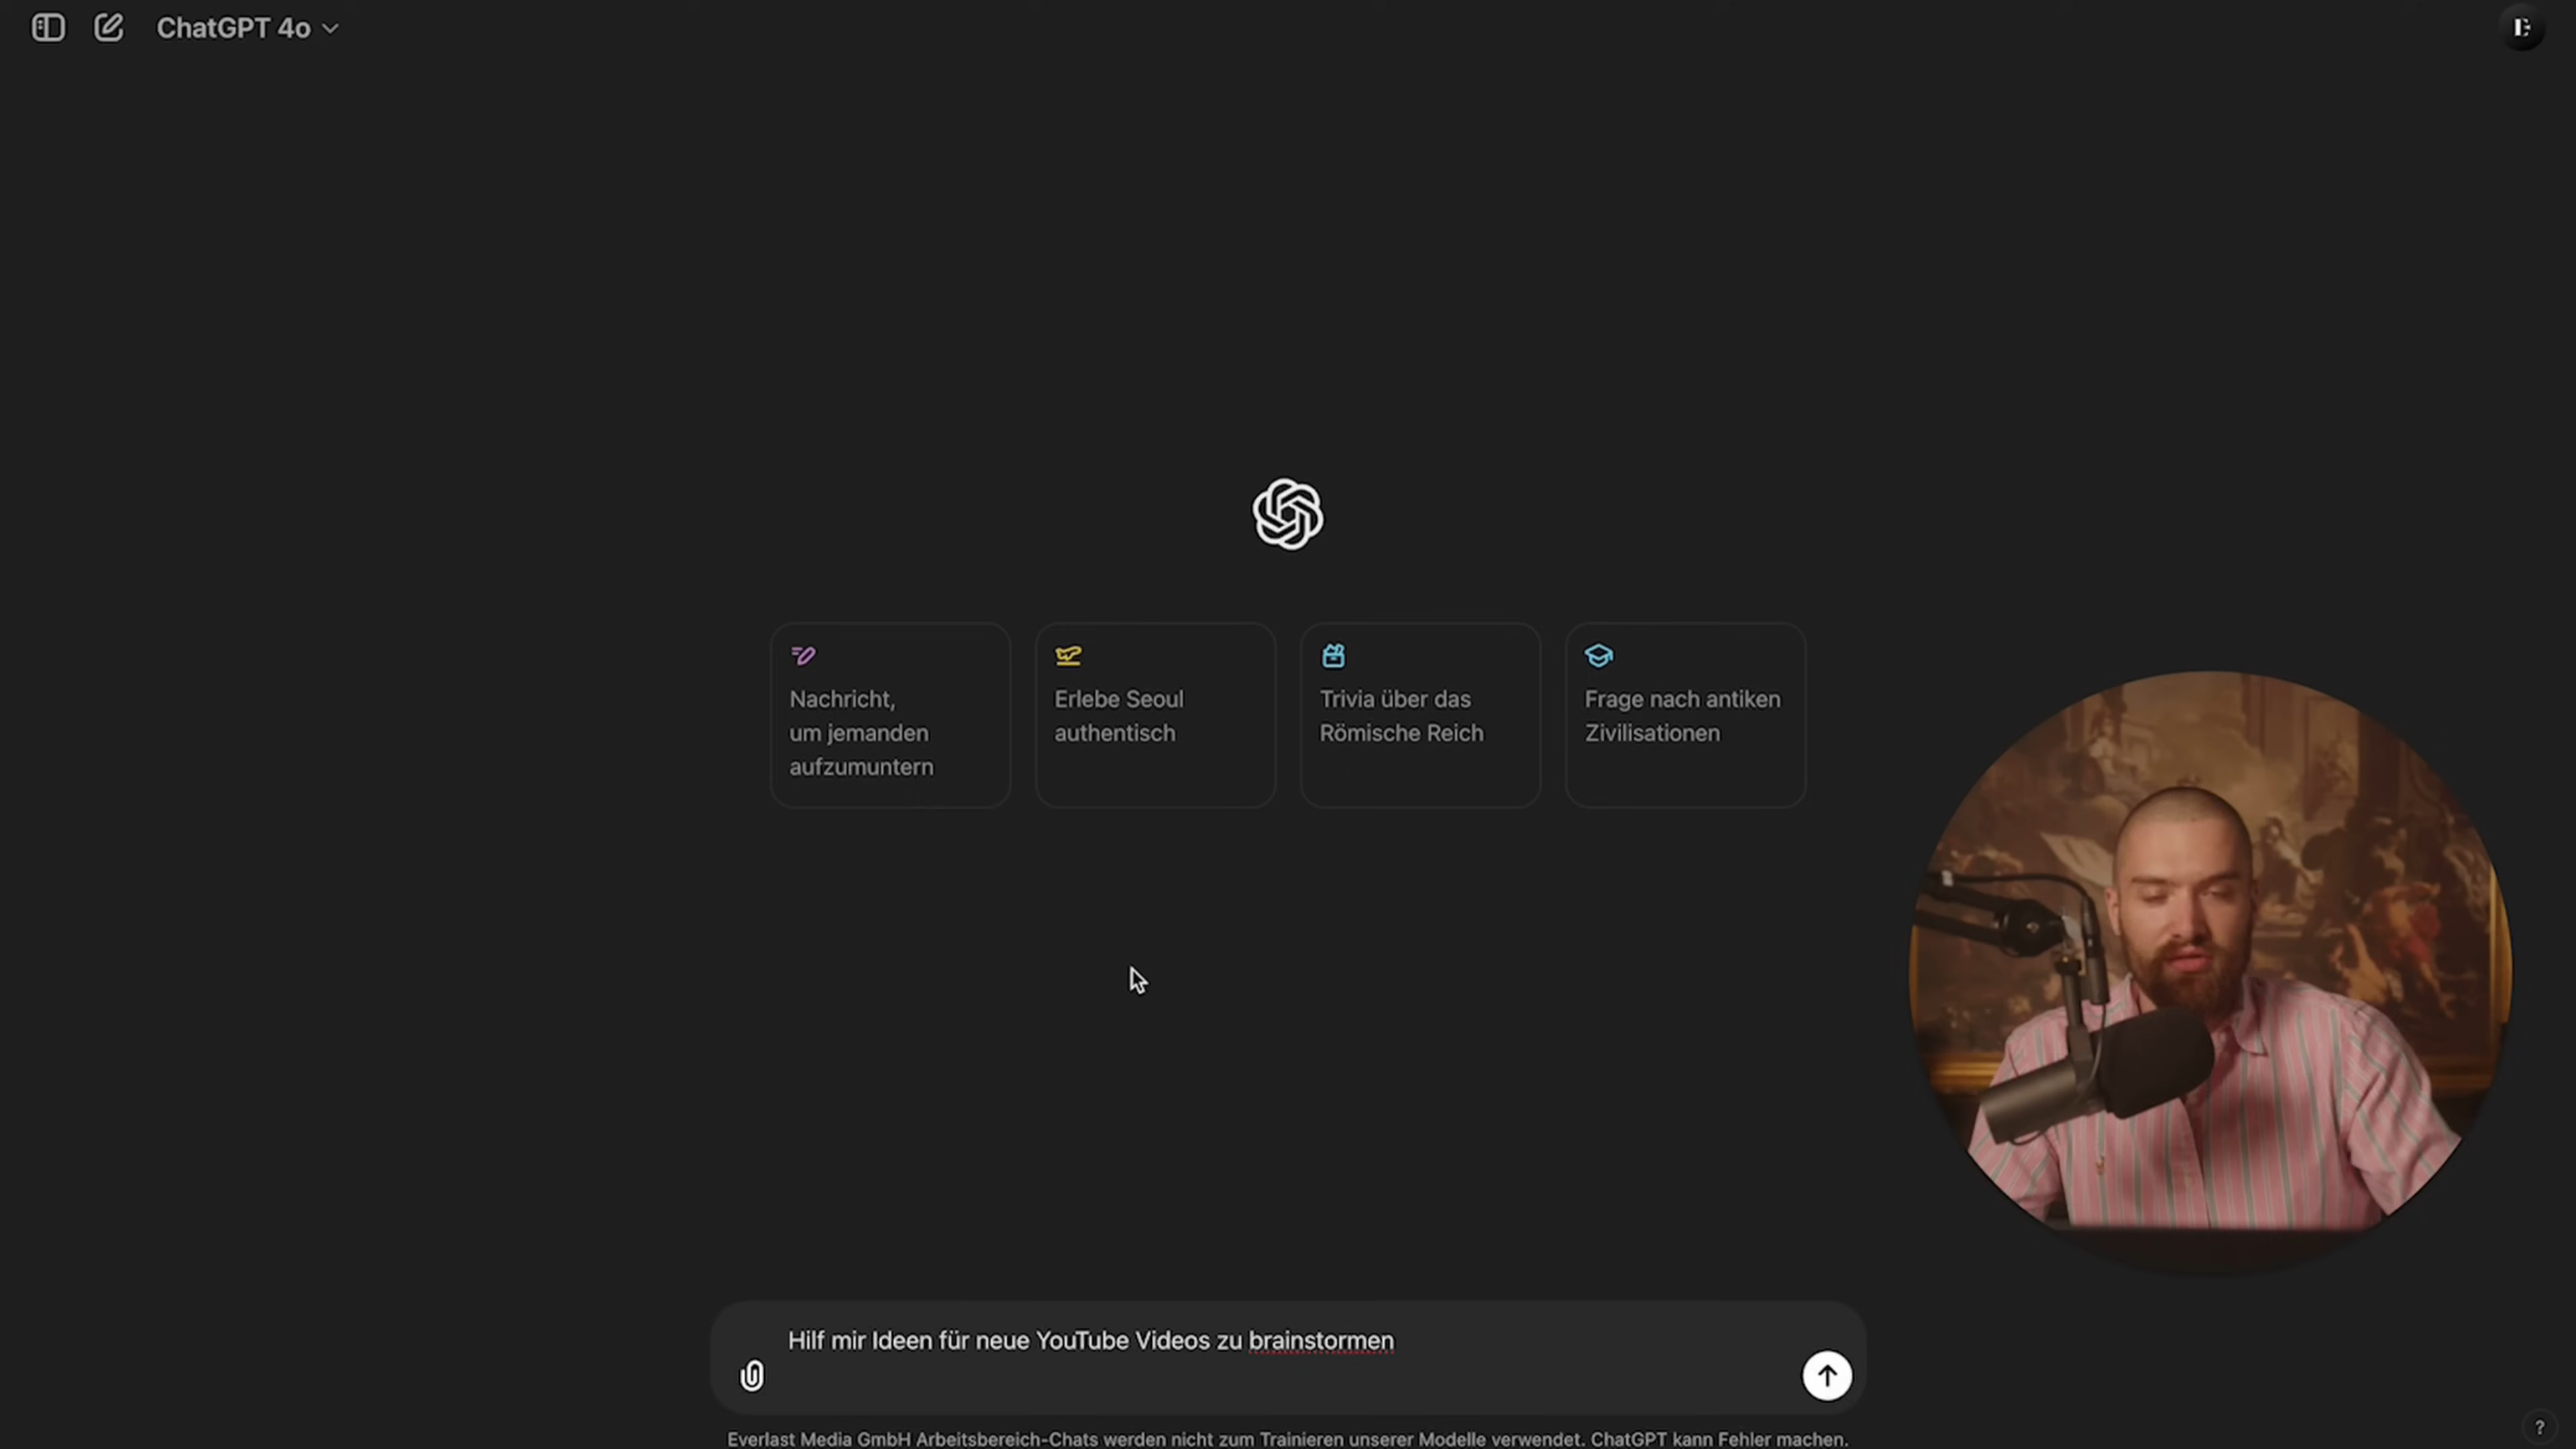 ChatGPT 4o
Nachricht,
um jemanden
aufzumuntern
Erlebe Seoul
authentisch
Trivia über das
Römische Reich
Frage nach antiken
Zivilisationen
Hilf mir Ideen für neue YouTube Videos zu brainstormen
Everlast Media GmbH Arbeitsbereich-Chats werden nicht zum Trainieren unserer Modelle verwendet. ChatGPT kann Fehler machen.
?